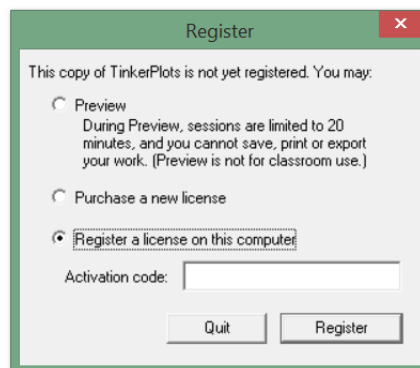 Register
This copy of TinkerPlots is not yet registered. You may:
Preview
During Preview, sessions are limited to 20
minutes, and you cannot save, print or export
your work. (Preview is not for classroom use.)
Purchase a new license
Register a license on this computer
Activation code:
Quit Register